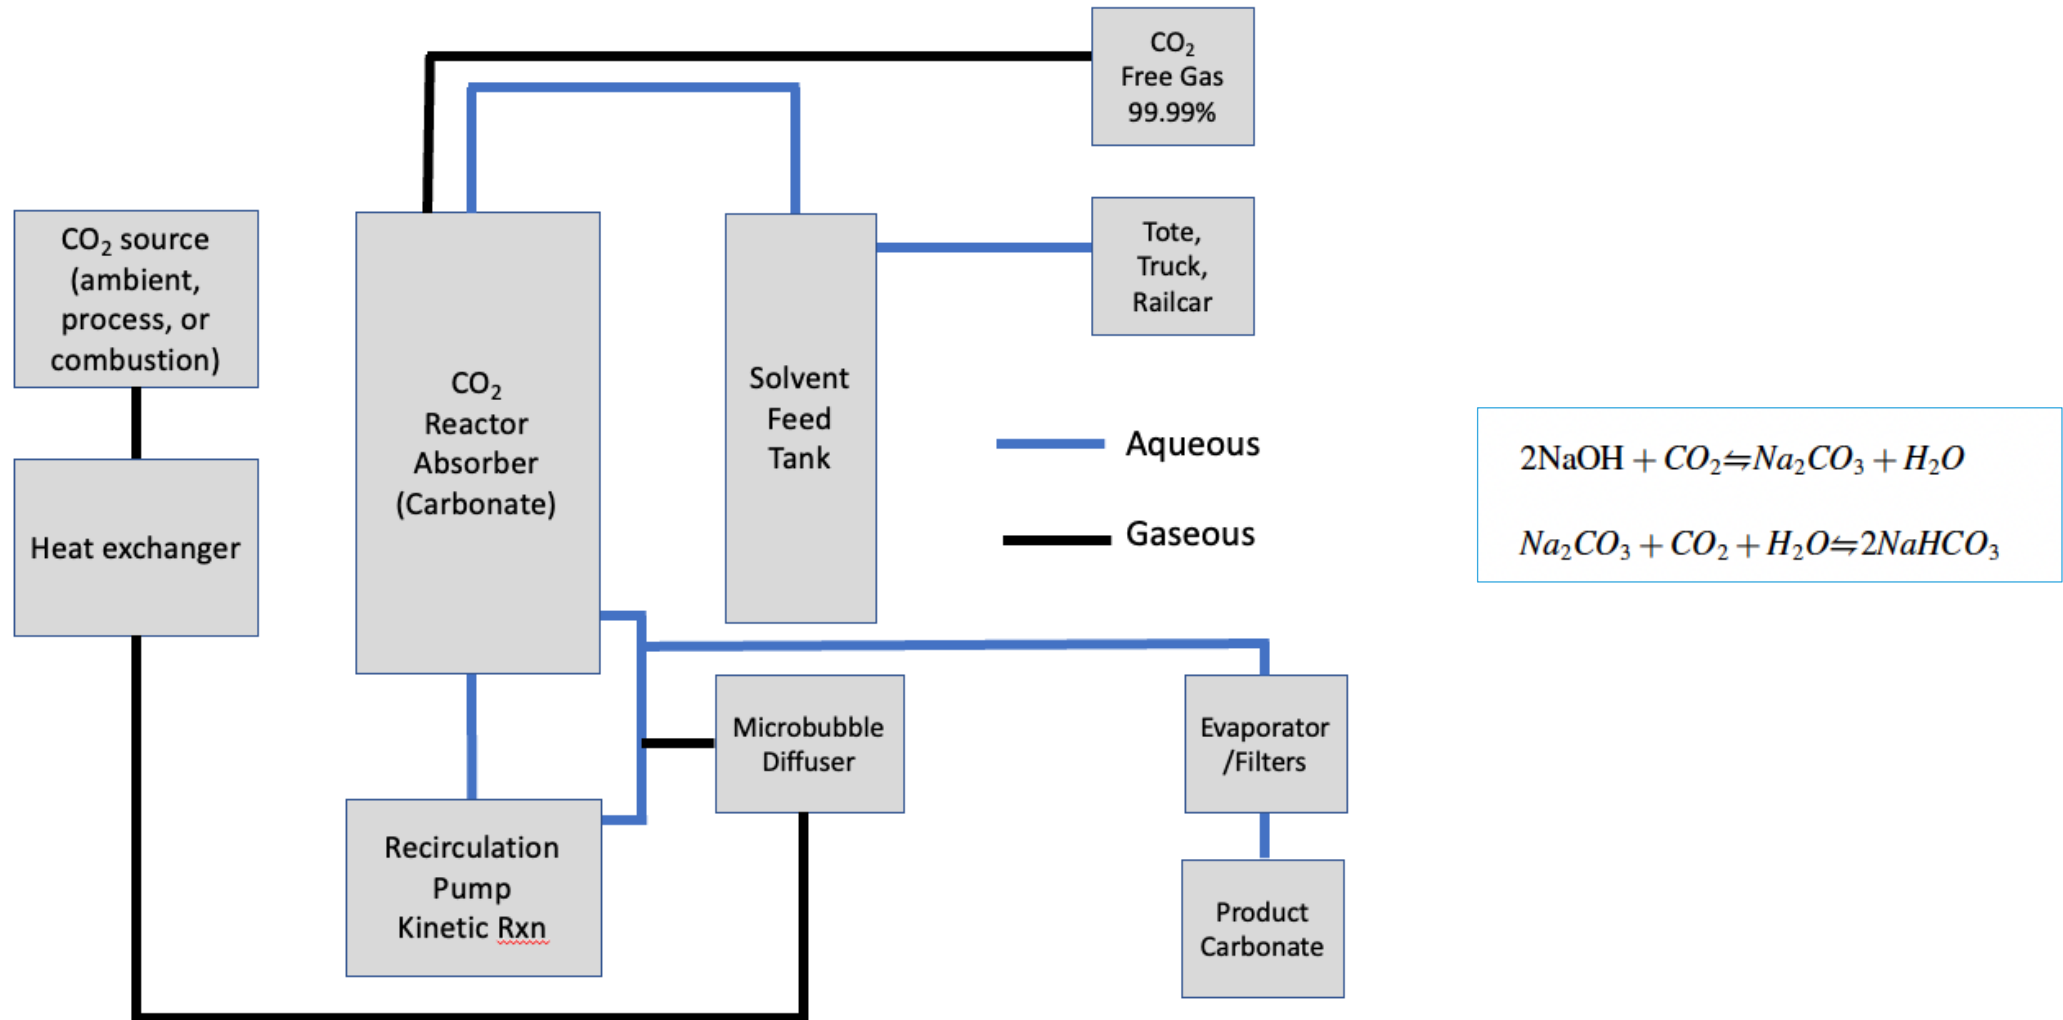 CO₂
Free Gas
99.99%
CO₂ source
(ambient,
process, or
combustion)
Heat exchanger
CO₂
Reactor
Absorber
(Carbonate)
Solvent
Feed
Tank
Tote,
Truck,
Railcar
Aqueous
Gaseous
2NaOH + CO₂⇋Na₂CO₃ + H₂O
Na₂CO₃ + CO₂ + H₂O⇋2NaHCO₃
Microbubble
Diffuser
Evaporator
/Filters
Recirculation
Pump
Kinetic Rxn
Product
Carbonate